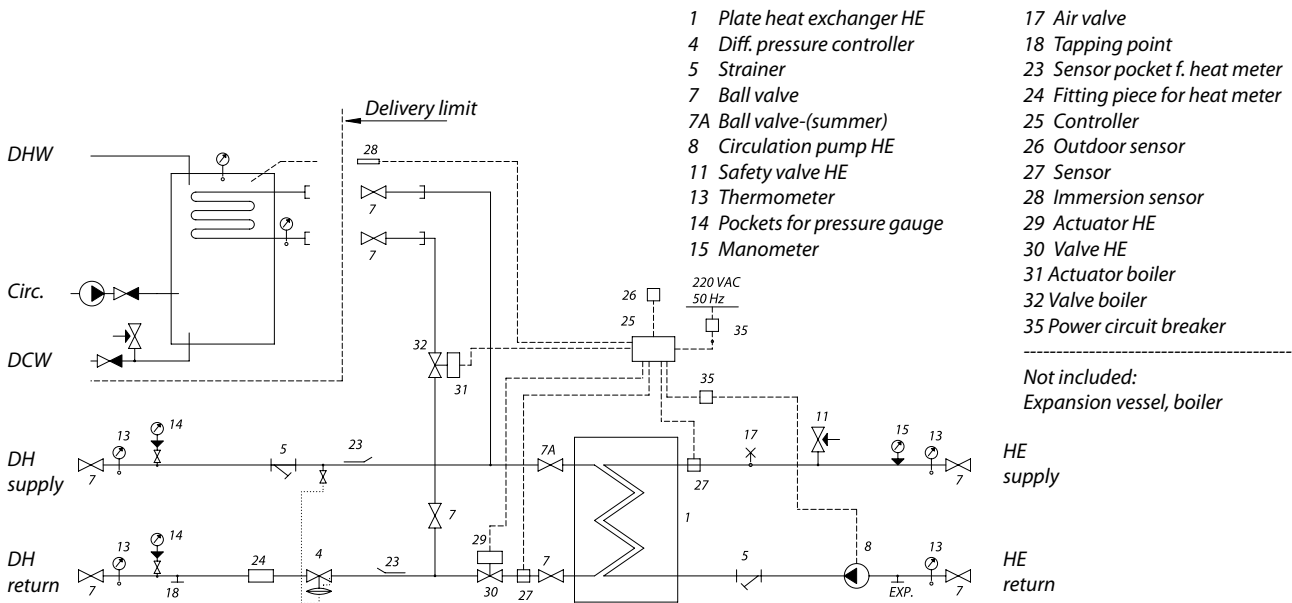 1 Plate heat exchanger HE
4 Diff. pressure controller
5 Strainer
7 Ball valve
7A Ball valve-(summer)
8 Circulation pump HE
11 Safety valve HE
13 Thermometer
14 Pockets for pressure gauge
15 Manometer
17 Air valve
18 Tapping point
23 Sensor pocket f. heat meter
24 Fitting piece for heat meter
25 Controller
26 Outdoor sensor
27 Sensor
28 Immersion sensor
29 Actuator HE
30 Valve HE
31 Actuator boiler
32 Valve boiler
35 Power circuit breaker
Not included:
Expansion vessel, boiler
Delivery limit
DHW
28
7
7
Circ.
26
220 VAC
50 Hz
25
35
DCW
32
31
35
13
14
5
23
7A
17
11
15
13
DH
supply
7
27
HE
supply
7
7
1
13
14
24
4
23
29
7
5
8
13
DH
return
7
18
30
27
EXP.
7
HE
return